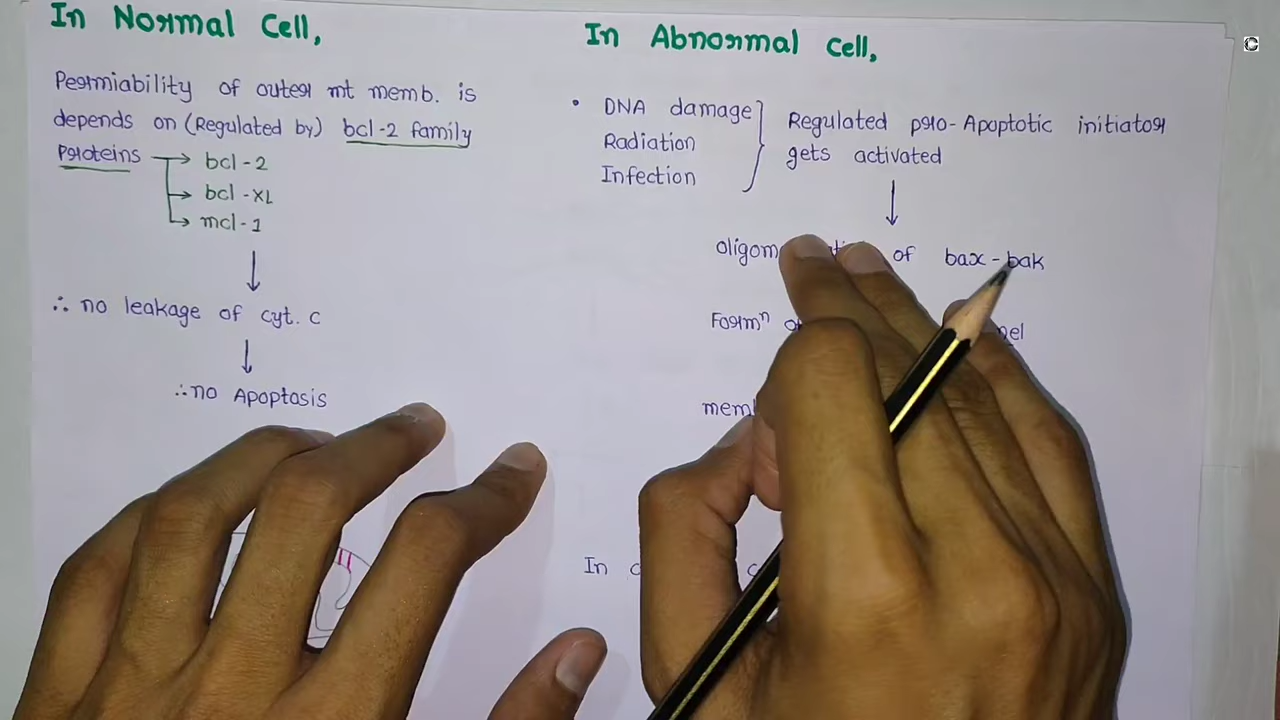 In Normal Cell,
Permiability of outer mt memb. is
depends on (Regulated by) bcl-2 family
Proteins → bcl-2
→ bcl-XL
→ mcl-1
∴ no leakage of cyt. c
∴ no Apoptosis
In Abnormal Cell,
• DNA damage
Radiation
Infection
Regulated pro-Apoptotic initiator
gets activated
of bax-bak
Formⁿ
In